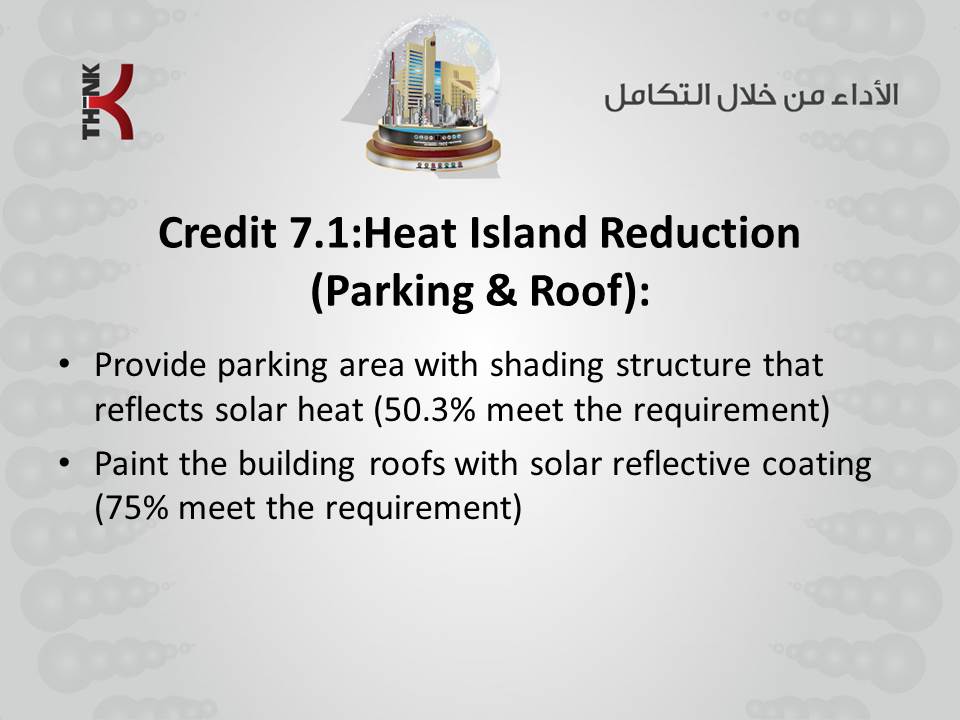 TH-NK
الأداء من خلال التكامل
Credit 7.1:Heat Island Reduction
(Parking & Roof):
• Provide parking area with shading structure that
reflects solar heat (50.3% meet the requirement)
• Paint the building roofs with solar reflective coating
(75% meet the requirement)